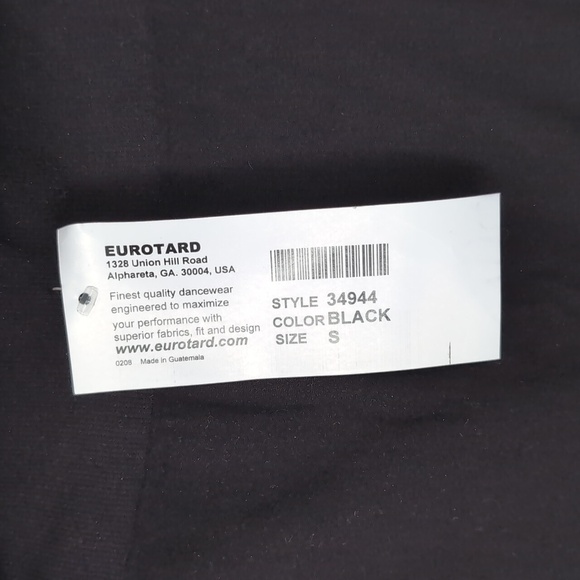 EUROTARD
1328 Union Hill Road
Alphareta, GA. 30004, USA
Finest quality dancewear
engineered to maximize
your performance with
superior fabrics, fit and design
www.eurotard.com
0208 Made in Guatemala
STYLE 34944
COLOR BLACK
SIZE S